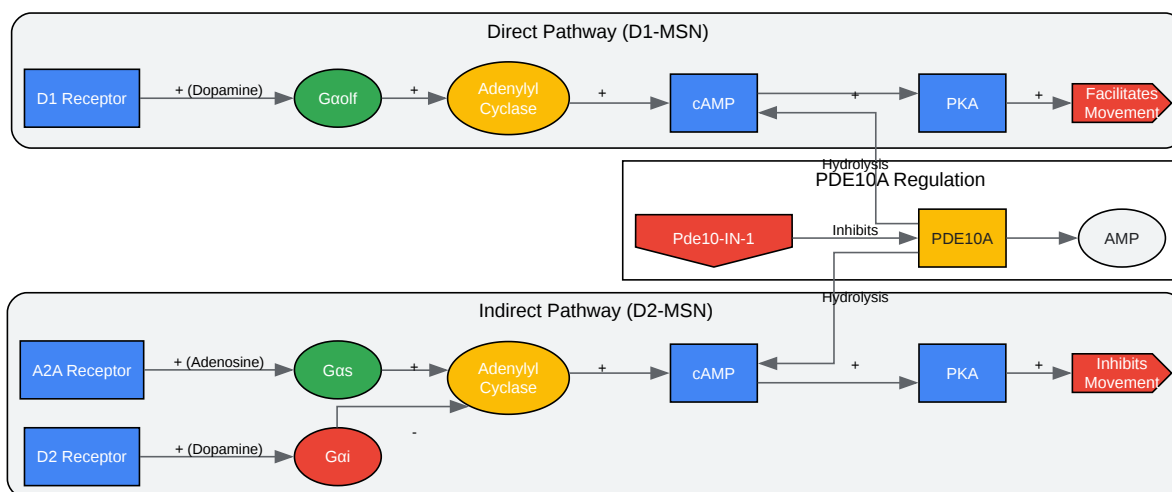 Direct Pathway (D1-MSN)
D1 Receptor
+ (Dopamine)
Gαolf
+
Adenylyl
Cyclase
+
cAMP
+
PKA
+
Facilitates
Movement
Hydrolysis
PDE10A Regulation
Pde10-IN-1
Inhibits
PDE10A
AMP
Hydrolysis
Indirect Pathway (D2-MSN)
A2A Receptor
+ (Adenosine)
Gαs
+
Adenylyl
Cyclase
+
cAMP
+
PKA
+
Inhibits
Movement
D2 Receptor
+ (Dopamine)
Gαi
-